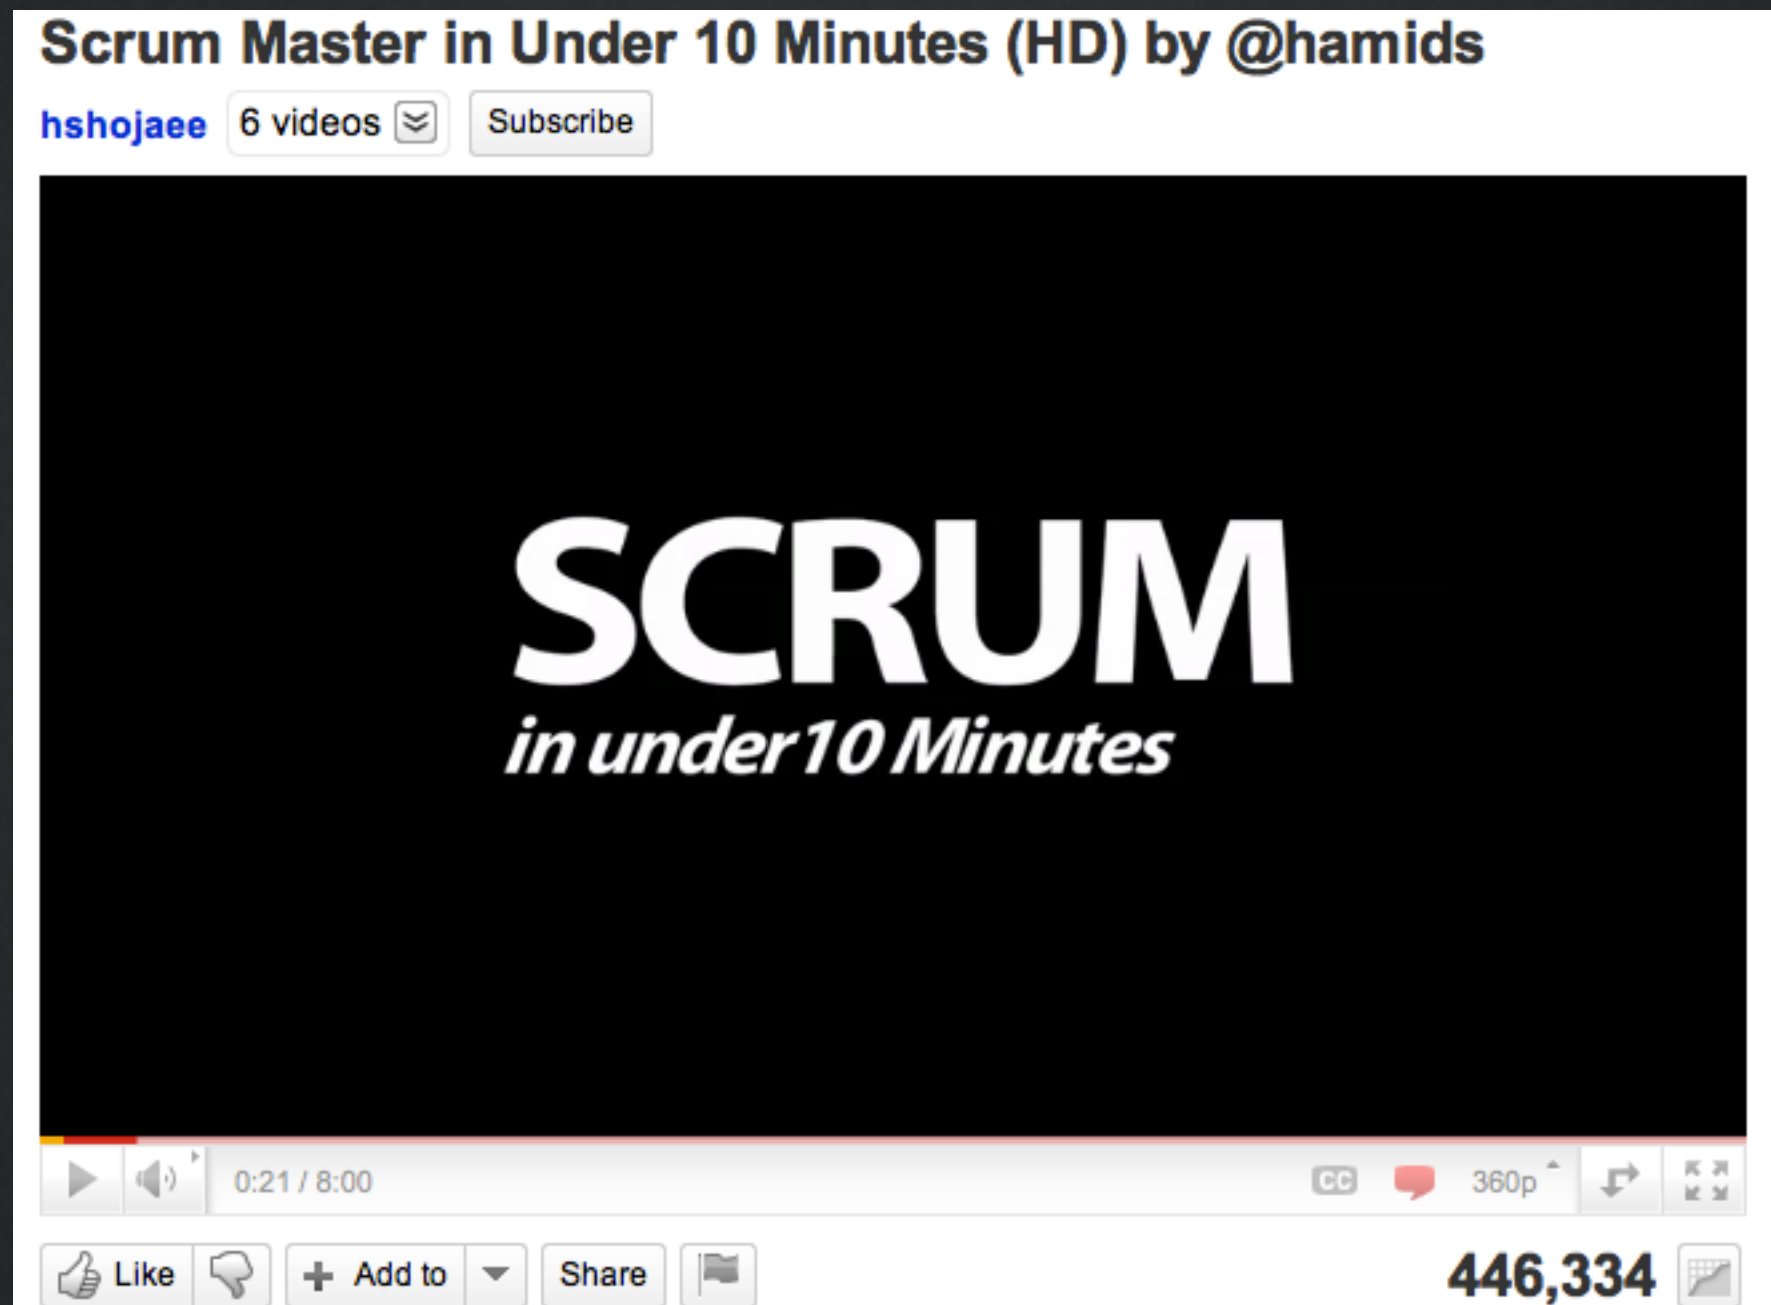 Scrum Master in Under 10 Minutes (HD) by @hamids
hshojaee 6 videos Subscribe
SCRUM
in under 10 Minutes
0:21 / 8:00 CC 360p
Like Add to Share 446,334